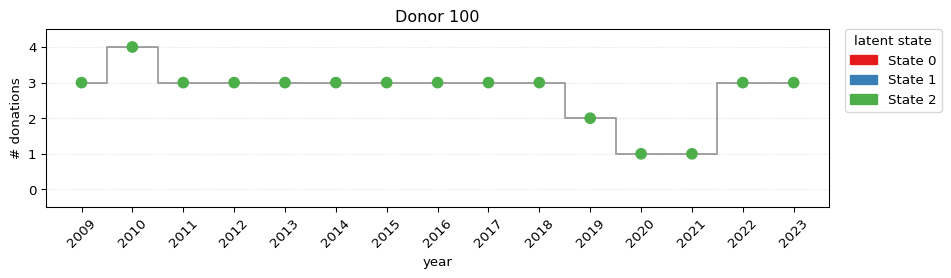 Donor 100
# donations
4
3
2
1
0
2009 2010 2011 2012 2013 2014 2015 2016 2017 2018 2019 2020 2021 2022 2023
year
latent state
State 0
State 1
State 2